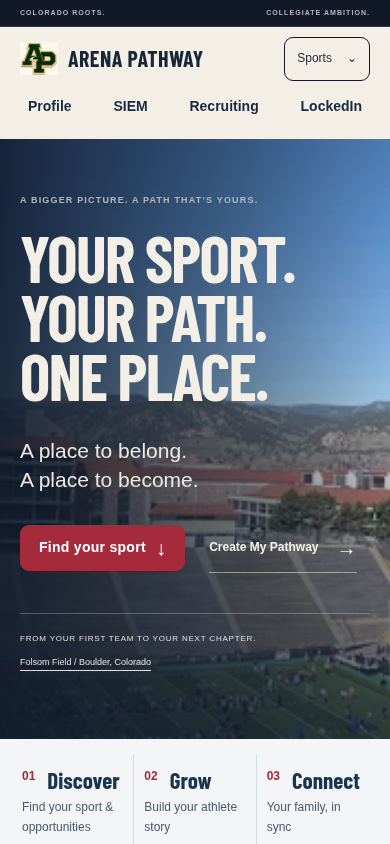 COLORADO ROOTS. COLLEGIATE AMBITION.
AP ARENA PATHWAY Sports
Profile SIEM Recruiting LockedIn
A BIGGER PICTURE. A PATH THAT'S YOURS.
YOUR SPORT.
YOUR PATH.
ONE PLACE.
A place to belong.
A place to become.
Find your sport ↓ Create My Pathway →
FROM YOUR FIRST TEAM TO YOUR NEXT CHAPTER.
Folsom Field / Boulder, Colorado
01 Discover 02 Grow 03 Connect
Find your sport & Build your athlete Your family, in
opportunities story sync